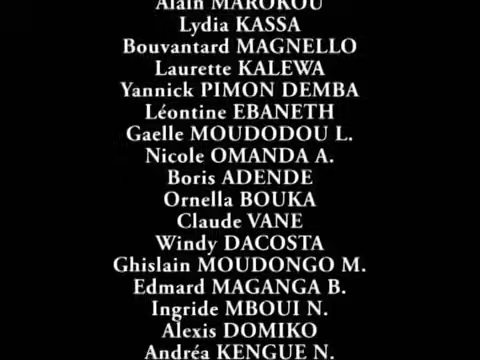 Alain MAROKOU
Lydia KASSA
Bouvantard MAGNELLO
Laurette KALEWA
Yannick PIMON DEMBA
Léontine EBANETH
Gaelle MOUDODOU L.
Nicole OMANDA A.
Boris ADENDE
Ornella BOUKA
Claude VANE
Windy DACOSTA
Ghislain MOUDONGO M.
Edmard MAGANGA B.
Ingride MBOUI N.
Alexis DOMIKO
Andréa KENGUE N.